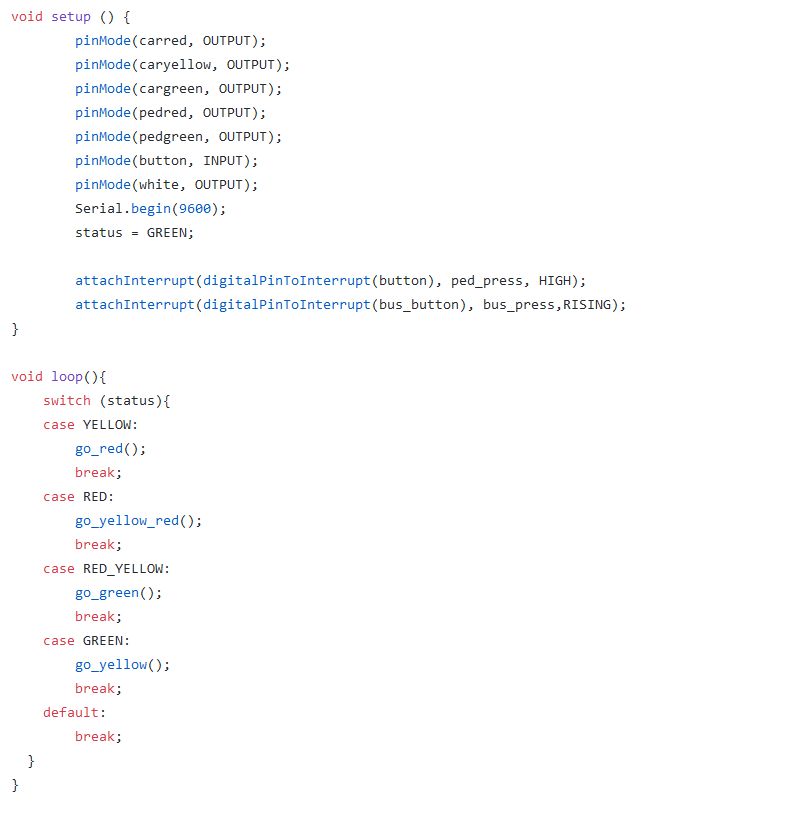 void setup () {
        pinMode(carred, OUTPUT);
        pinMode(caryellow, OUTPUT);
        pinMode(cargreen, OUTPUT);
        pinMode(pedred, OUTPUT);
        pinMode(pedgreen, OUTPUT);
        pinMode(button, INPUT);
        pinMode(white, OUTPUT);
        Serial.begin(9600);
        status = GREEN;

        attachInterrupt(digitalPinToInterrupt(button), ped_press, HIGH);
        attachInterrupt(digitalPinToInterrupt(bus_button), bus_press,RISING);
}

void loop(){
    switch (status){
    case YELLOW:
        go_red();
        break;
    case RED:
        go_yellow_red();
        break;
    case RED_YELLOW:
        go_green();
        break;
    case GREEN:
        go_yellow();
        break;
    default:
        break;
  }
}